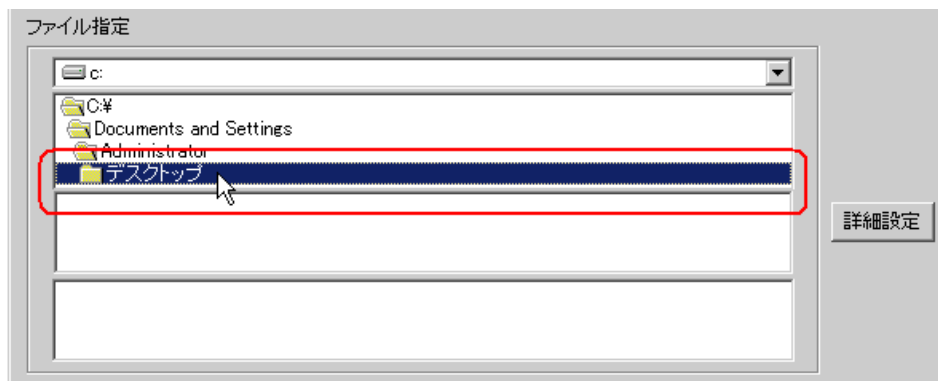 ファイル指定
c:
C:¥
Documents and Settings
Administrator
デスクトップ
詳細設定